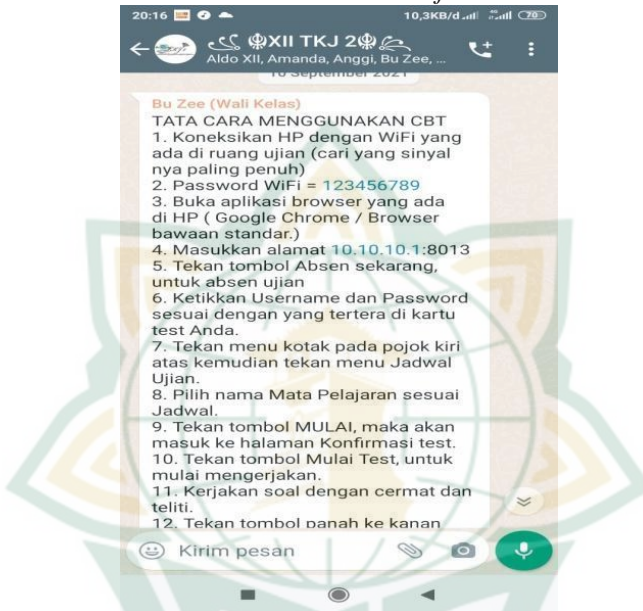 20:16 10,3KB/d 70
XII TKJ 2
Aldo XII, Amanda, Anggi, Bu Zee, ...
16 September 2021
Bu Zee (Wali Kelas)
TATA CARA MENGGUNAKAN CBT
1. Koneksikan HP dengan WiFi yang
ada di ruang ujian (cari yang sinyal
nya paling penuh)
2. Password WiFi = 123456789
3. Buka aplikasi browser yang ada
di HP ( Google Chrome / Browser
bawaan standar.)
4. Masukkan alamat 10.10.10.1:8013
5. Tekan tombol Absen sekarang,
untuk absen ujian
6. Ketikkan Username dan Password
sesuai dengan yang tertera di kartu
test Anda.
7. Tekan menu kotak pada pojok kiri
atas kemudian tekan menu Jadwal
Ujian.
8. Pilih nama Mata Pelajaran sesuai
Jadwal.
9. Tekan tombol MULAI, maka akan
masuk ke halaman Konfirmasi test.
10. Tekan tombol Mulai Test, untuk
mulai mengerjakan.
11. Kerjakan soal dengan cermat dan
teliti.
12. Tekan tombol panah ke kanan
Kirim pesan